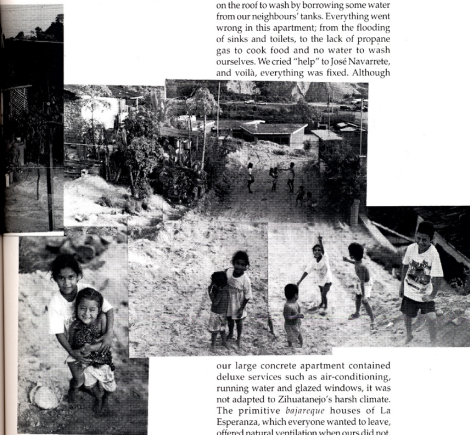 on the roof to wash by borrowing some water
from our neighbours' tanks. Everything went
wrong in this apartment; from the flooding
of sinks and toilets, to the lack of propane
gas to cook food and no water to wash
ourselves. We cried "help" to José Navarrete,
and voilà, everything was fixed. Although
our large concrete apartment contained
deluxe services such as air-conditioning,
running water and glazed windows, it was
not adapted to Zihuatanejo's harsh climate.
The primitive bajareque houses of La
Esperanza, which everyone wanted to leave,
offered natural ventilation when ours did not.